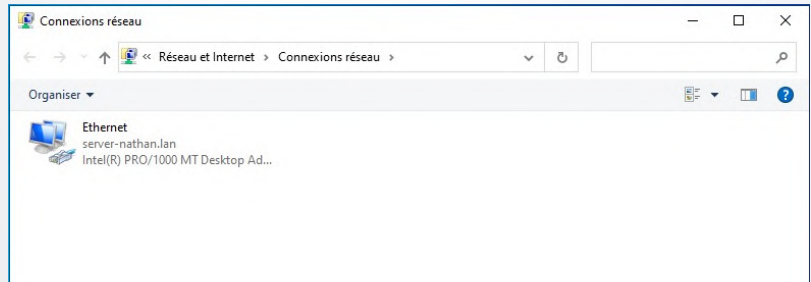 Connexions réseau
« Réseau et Internet > Connexions réseau >
Organiser
Ethernet
server-nathan.lan
Intel(R) PRO/1000 MT Desktop Ad...